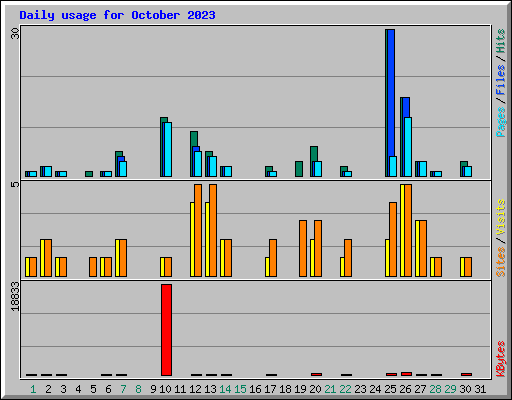 Daily usage for October 2023
30
Pages/Files/Hits
5
Sites/Visits
18833
KBytes
1 2 3 4 5 6 7 8 9 10 11 12 13 14 15 16 17 18 19 20 21 22 23 24 25 26 27 28 29 30 31